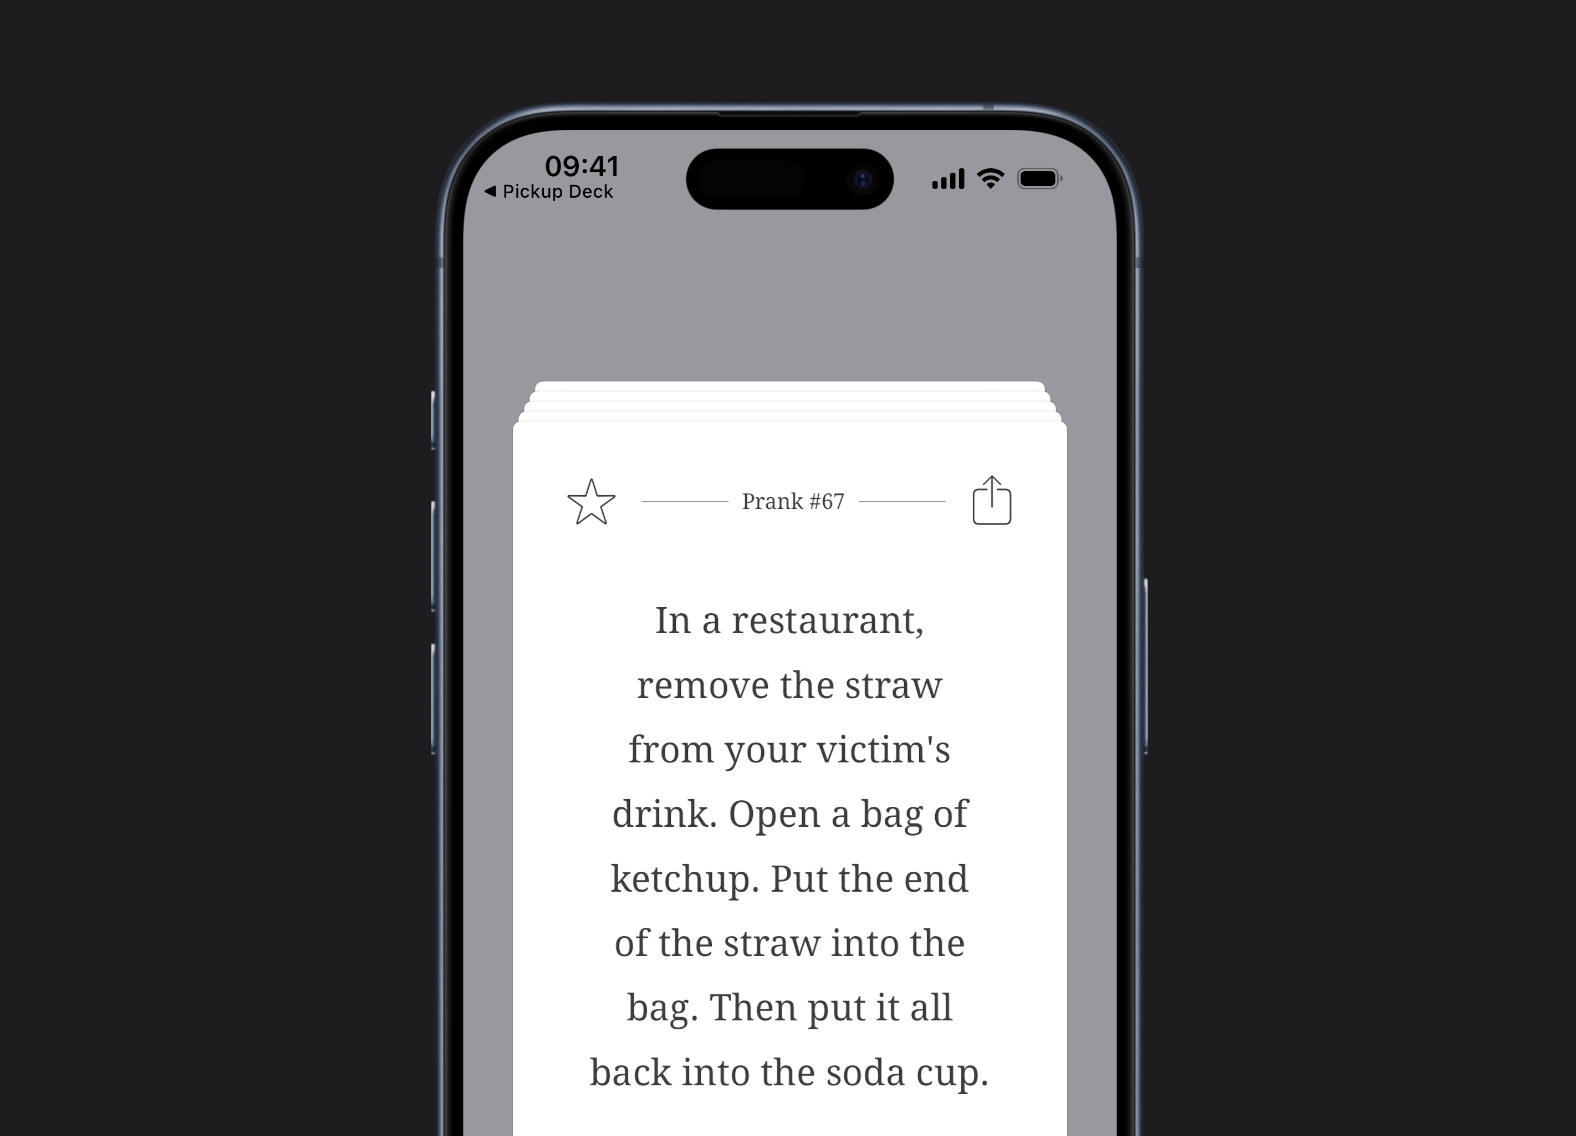 09:41
◀ Pickup Deck
Prank #67
In a restaurant,
remove the straw
from your victim's
drink. Open a bag of
ketchup. Put the end
of the straw into the
bag. Then put it all
back into the soda cup.